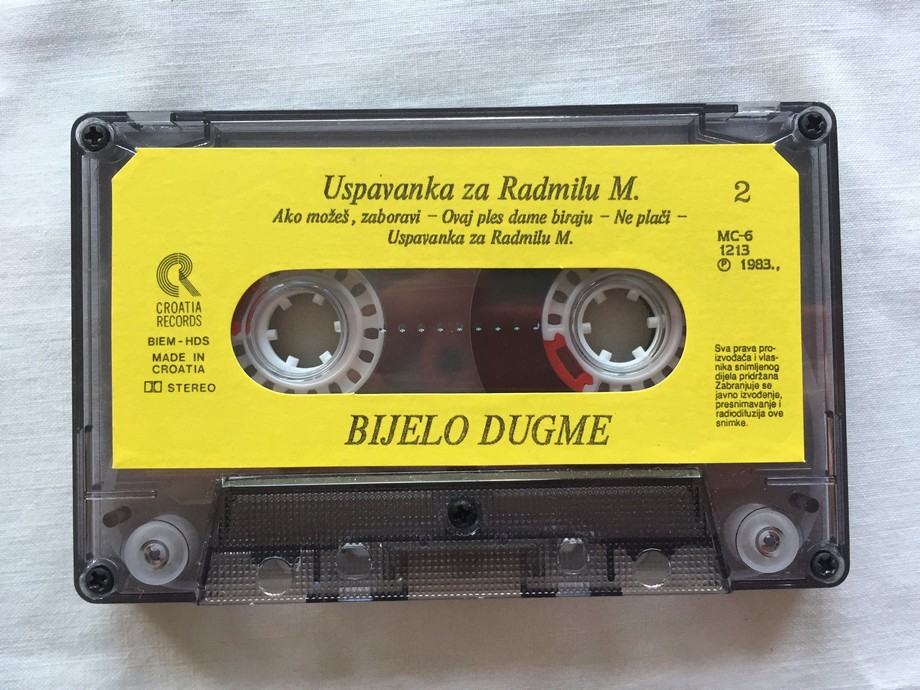 Uspavanka za Radmilu M.
2
Ako možeš, zaboravi – Ovaj ples dame biraju – Ne plači –
Uspavanka za Radmilu M.
MC-6
1213
Ⓟ 1983.,
CROATIA
RECORDS
BIEM - HDS
MADE IN
CROATIA
STEREO
Sva prava pro-
izvođača i vlas-
nika snimljenog
dijela pridržana
Zabranjuje se
javno izvođenje,
presnimavanje i
radiodifuzija ove
snimke.
BIJELO DUGME